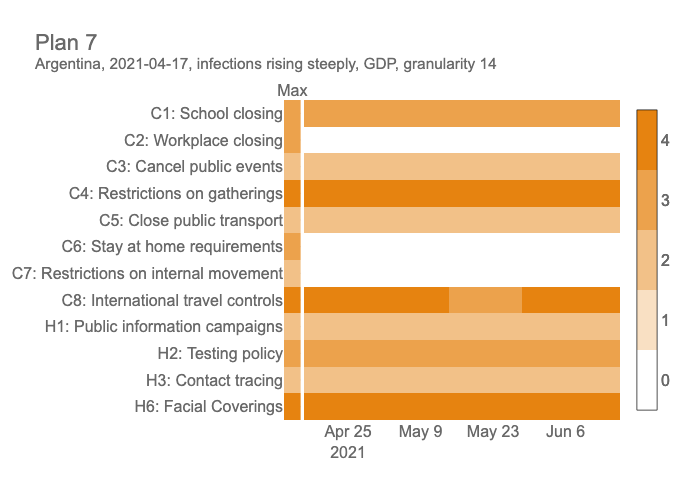 Plan 7
Argentina, 2021-04-17, infections rising steeply, GDP, granularity 14
Max
C1: School closing
C2: Workplace closing
C3: Cancel public events
C4: Restrictions on gatherings
C5: Close public transport
C6: Stay at home requirements
C7: Restrictions on internal movement
C8: International travel controls
H1: Public information campaigns
H2: Testing policy
H3: Contact tracing
H6: Facial Coverings
Apr 25 May 9 May 23 Jun 6
2021
4
3
2
1
0